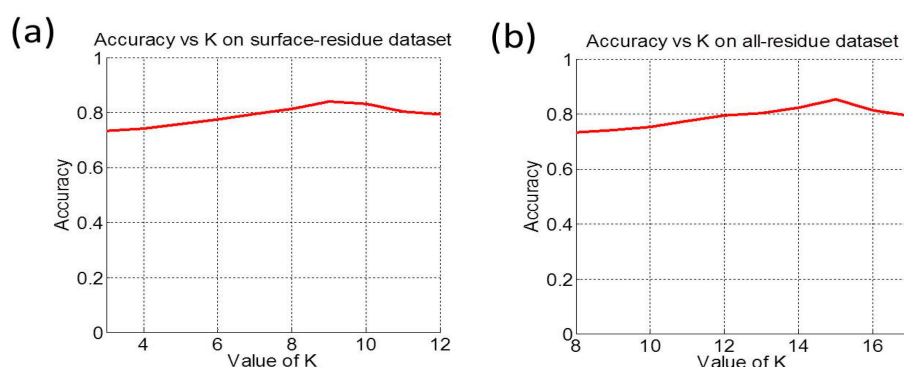 (a)
Accuracy vs K on surface-residue dataset
1
0.8
0.6
0.4
0.2
0
Accuracy
4 6 8 10 12
Value of K
(b)
Accuracy vs K on all-residue dataset
1
0.8
0.6
0.4
0.2
0
Accuracy
8 10 12 14 16
Value of K